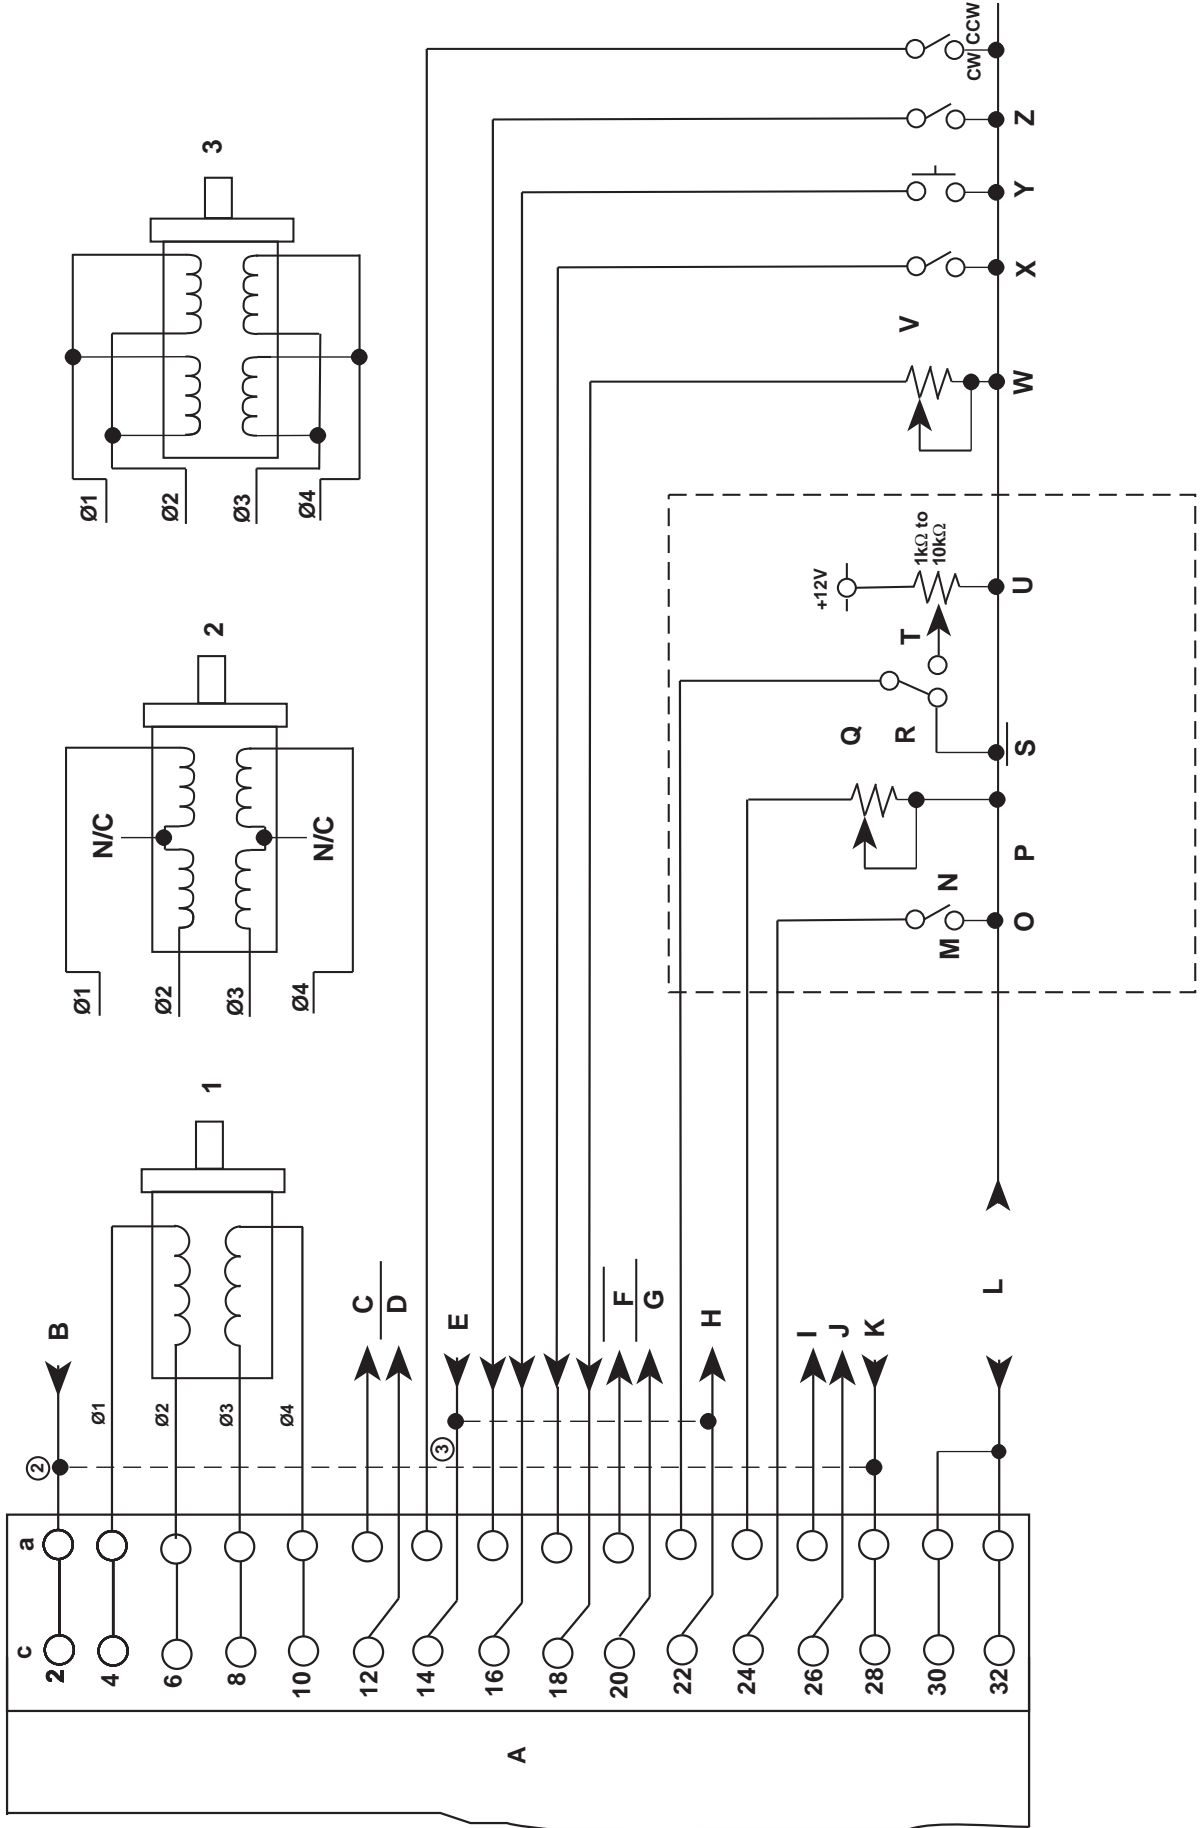 c
a
2
4
6
8
10
12
14
16
18
20
22
24
26
28
30
32
A
②
③
B
Ø1
Ø2
Ø3
Ø4
1
Ø1
Ø2
Ø3
Ø4
N/C
N/C
2
Ø1
Ø2
Ø3
Ø4
3
C
D
E
F
G
H
I
J
K
L
M
N
O
P
Q
R
S
T
+12V
1kΩ to
10kΩ
U
V
W
X
Y
Z
CW
CCW